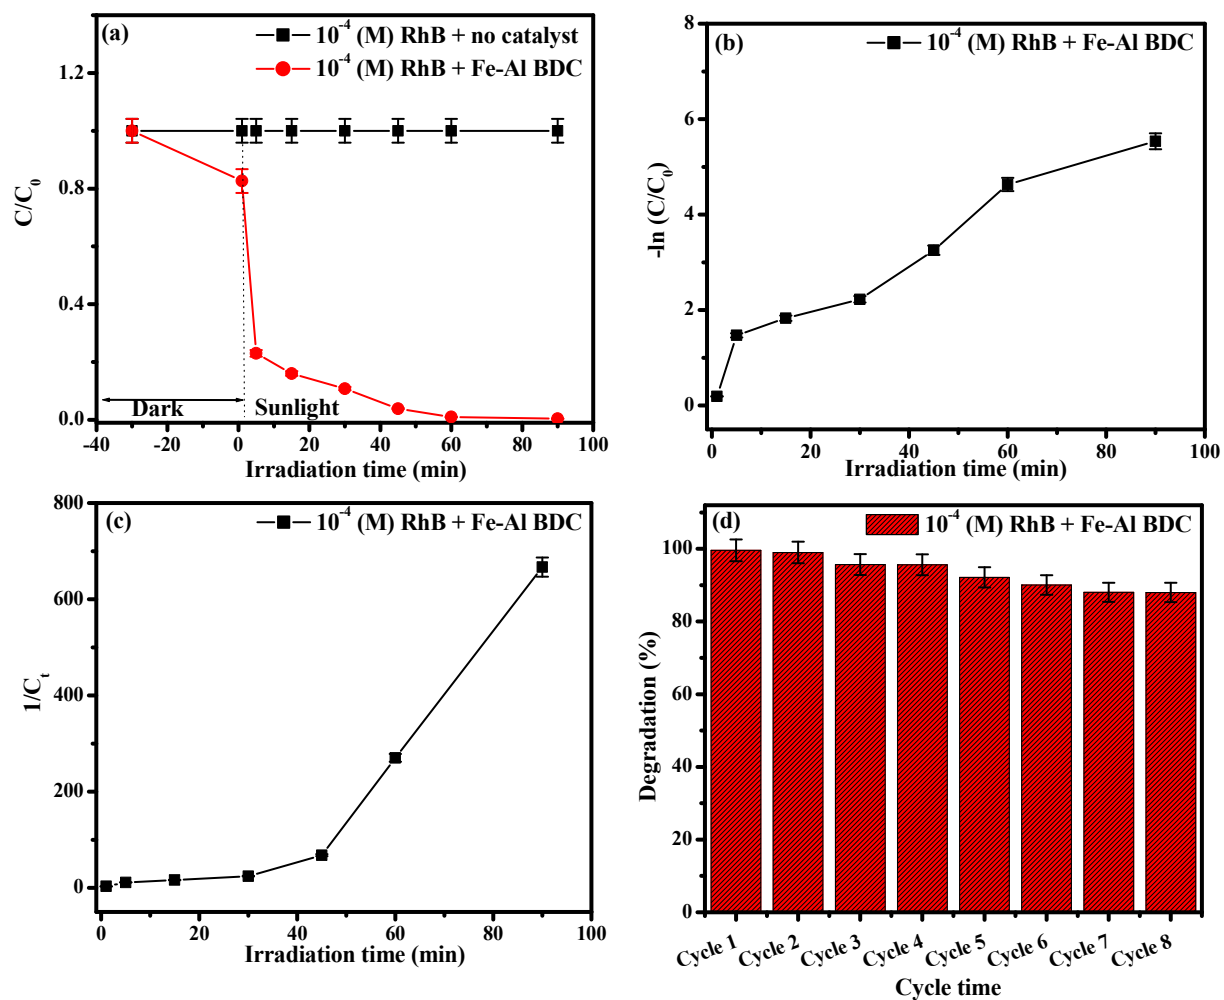 (a)
10⁻⁴ (M) RhB + no catalyst
10⁻⁴ (M) RhB + Fe-Al BDC
1.2
0.8
0.4
0.0
C/C₀
Dark
Sunlight
-40 -20 0 20 40 60 80 100
Irradiation time (min)
(b)
10⁻⁴ (M) RhB + Fe-Al BDC
8
6
4
2
0
-ln (C/C₀)
0 20 40 60 80 100
Irradiation time (min)
(c)
10⁻⁴ (M) RhB + Fe-Al BDC
800
600
400
200
0
1/Cₜ
0 20 40 60 80 100
Irradiation time (min)
(d)
10⁻⁴ (M) RhB + Fe-Al BDC
100
80
60
40
20
0
Degradation (%)
Cycle 1 Cycle 2 Cycle 3 Cycle 4 Cycle 5 Cycle 6 Cycle 7 Cycle 8
Cycle time